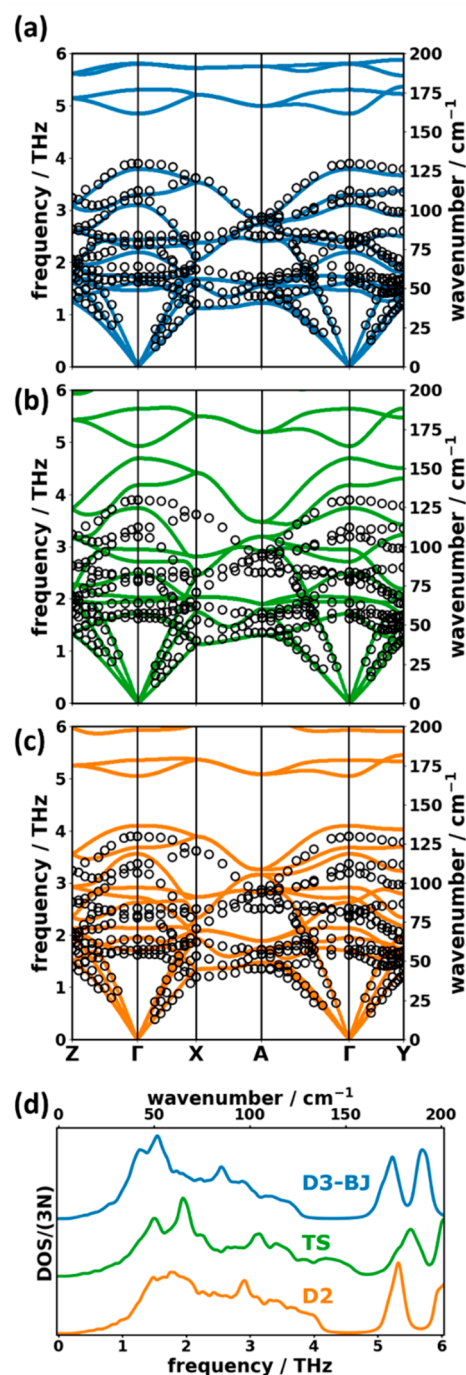 (a)
6
5
4
3
2
1
0
frequency / THz
200
175
150
125
100
75
50
25
0
wavenumber / cm⁻¹
(b)
6
5
4
3
2
1
0
frequency / THz
200
175
150
125
100
75
50
25
0
wavenumber / cm⁻¹
(c)
6
5
4
3
2
1
0
frequency / THz
200
175
150
125
100
75
50
25
0
wavenumber / cm⁻¹
Z Γ X A Γ Y
(d)
wavenumber / cm⁻¹
0 50 100 150 200
DOS/(3N)
D3-BJ
TS
D2
0 1 2 3 4 5 6
frequency / THz